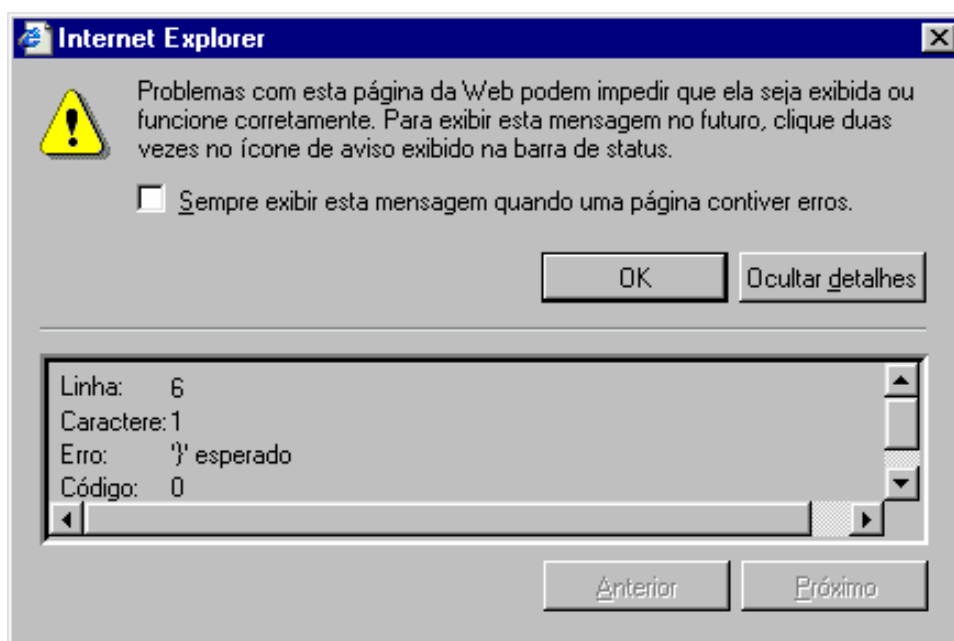 Internet Explorer
Problemas com esta página da Web podem impedir que ela seja exibida ou
funcione corretamente. Para exibir esta mensagem no futuro, clique duas
vezes no ícone de aviso exibido na barra de status.
Sempre exibir esta mensagem quando uma página contiver erros.
OK Ocultar detalhes
Linha: 6
Caractere: 1
Erro: '}' esperado
Código: 0
Anterior Próximo